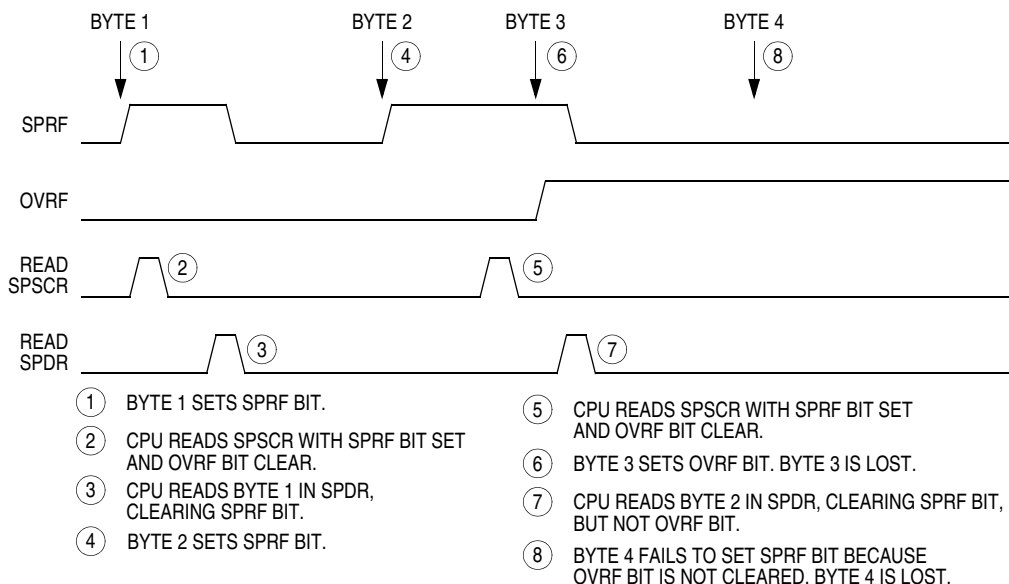 BYTE 1 BYTE 2 BYTE 3 BYTE 4
1 4 6 8
SPRF
OVRF
READ
SPSCR
2 5
READ
SPDR
3 7
1 BYTE 1 SETS SPRF BIT.
2 CPU READS SPSCR WITH SPRF BIT SET
AND OVRF BIT CLEAR.
3 CPU READS BYTE 1 IN SPDR,
CLEARING SPRF BIT.
4 BYTE 2 SETS SPRF BIT.
5 CPU READS SPSCR WITH SPRF BIT SET
AND OVRF BIT CLEAR.
6 BYTE 3 SETS OVRF BIT. BYTE 3 IS LOST.
7 CPU READS BYTE 2 IN SPDR, CLEARING SPRF BIT,
BUT NOT OVRF BIT.
8 BYTE 4 FAILS TO SET SPRF BIT BECAUSE
OVRF BIT IS NOT CLEARED. BYTE 4 IS LOST.